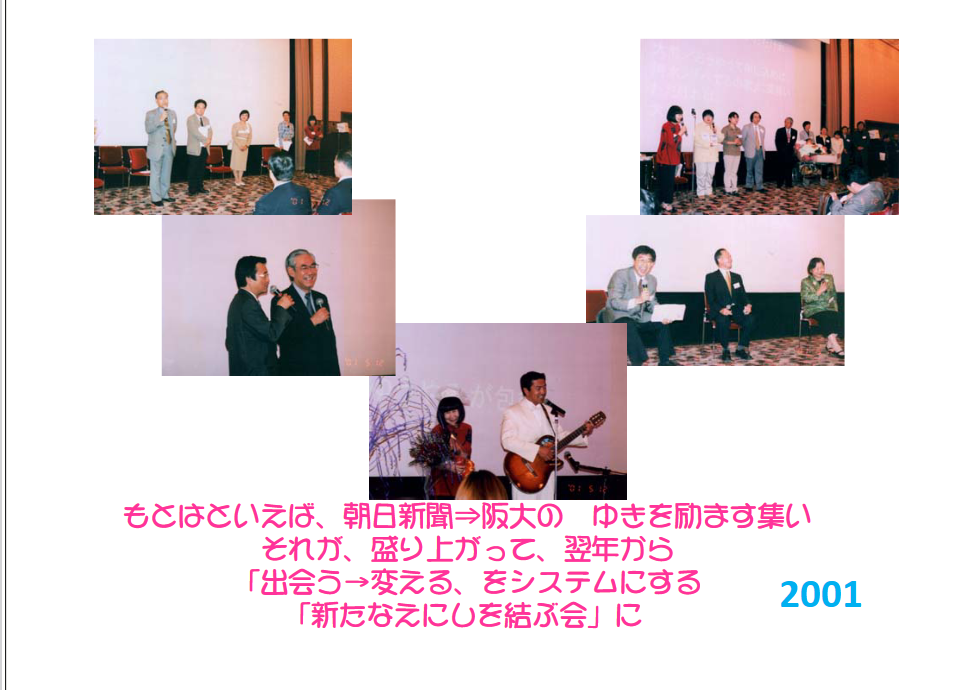 もとはといえば、朝日新聞⇒阪大の　ゆきを励ます集い
それが、盛り上がって、翌年から
「出会う→変える、をシステムにする
「新たなえにしを結ぶ会」に
2001